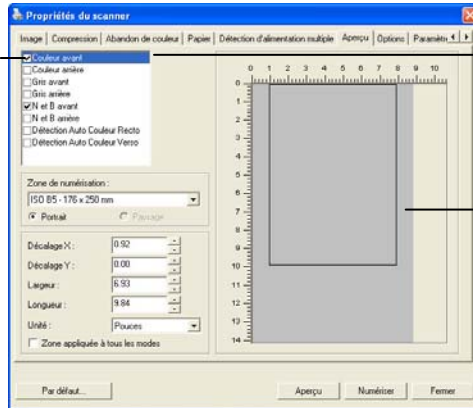 Propriétés du scanner
Image Compression Abandon de couleur Papier Détection d'alimentation multiple Aperçu Options
Couleur avant
Couleur arrière
Gris avant
Gris arrière
N et B avant
N et B arrière
Détection Auto Couleur Recto
Détection Auto Couleur Verso
Zone de numérisation :
ISO B5 - 176 x 250 mm
Portrait Paysage
Décalage X : 0.92
Décalage Y : 0.00
Largeur : 6.93
Longueur : 9.84
Unité : Pouces
Zone appliquée à tous les modes
0 1 2 3 4 5 6 7 8 9 10
0
1
2
3
4
5
6
7
8
9
10
11
12
13
14
Par défaut... Aperçu Numériser Fermer